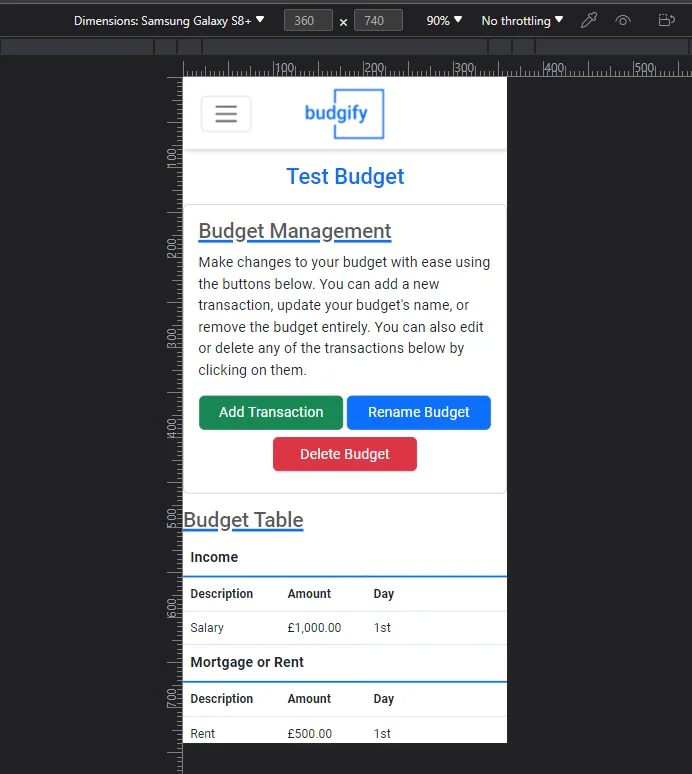 Dimensions: Samsung Galaxy S8+ 360 × 740 90% No throttling
100 200 300 400 500
budgify
Test Budget
100
200
300
400
500
600
700
Budget Management
Make changes to your budget with ease using
the buttons below. You can add a new
transaction, update your budget's name, or
remove the budget entirely. You can also edit
or delete any of the transactions below by
clicking on them.
Add Transaction Rename Budget
Delete Budget
Budget Table
Income
Description Amount Day
Salary £1,000.00 1st
Mortgage or Rent
Description Amount Day
Rent £500.00 1st